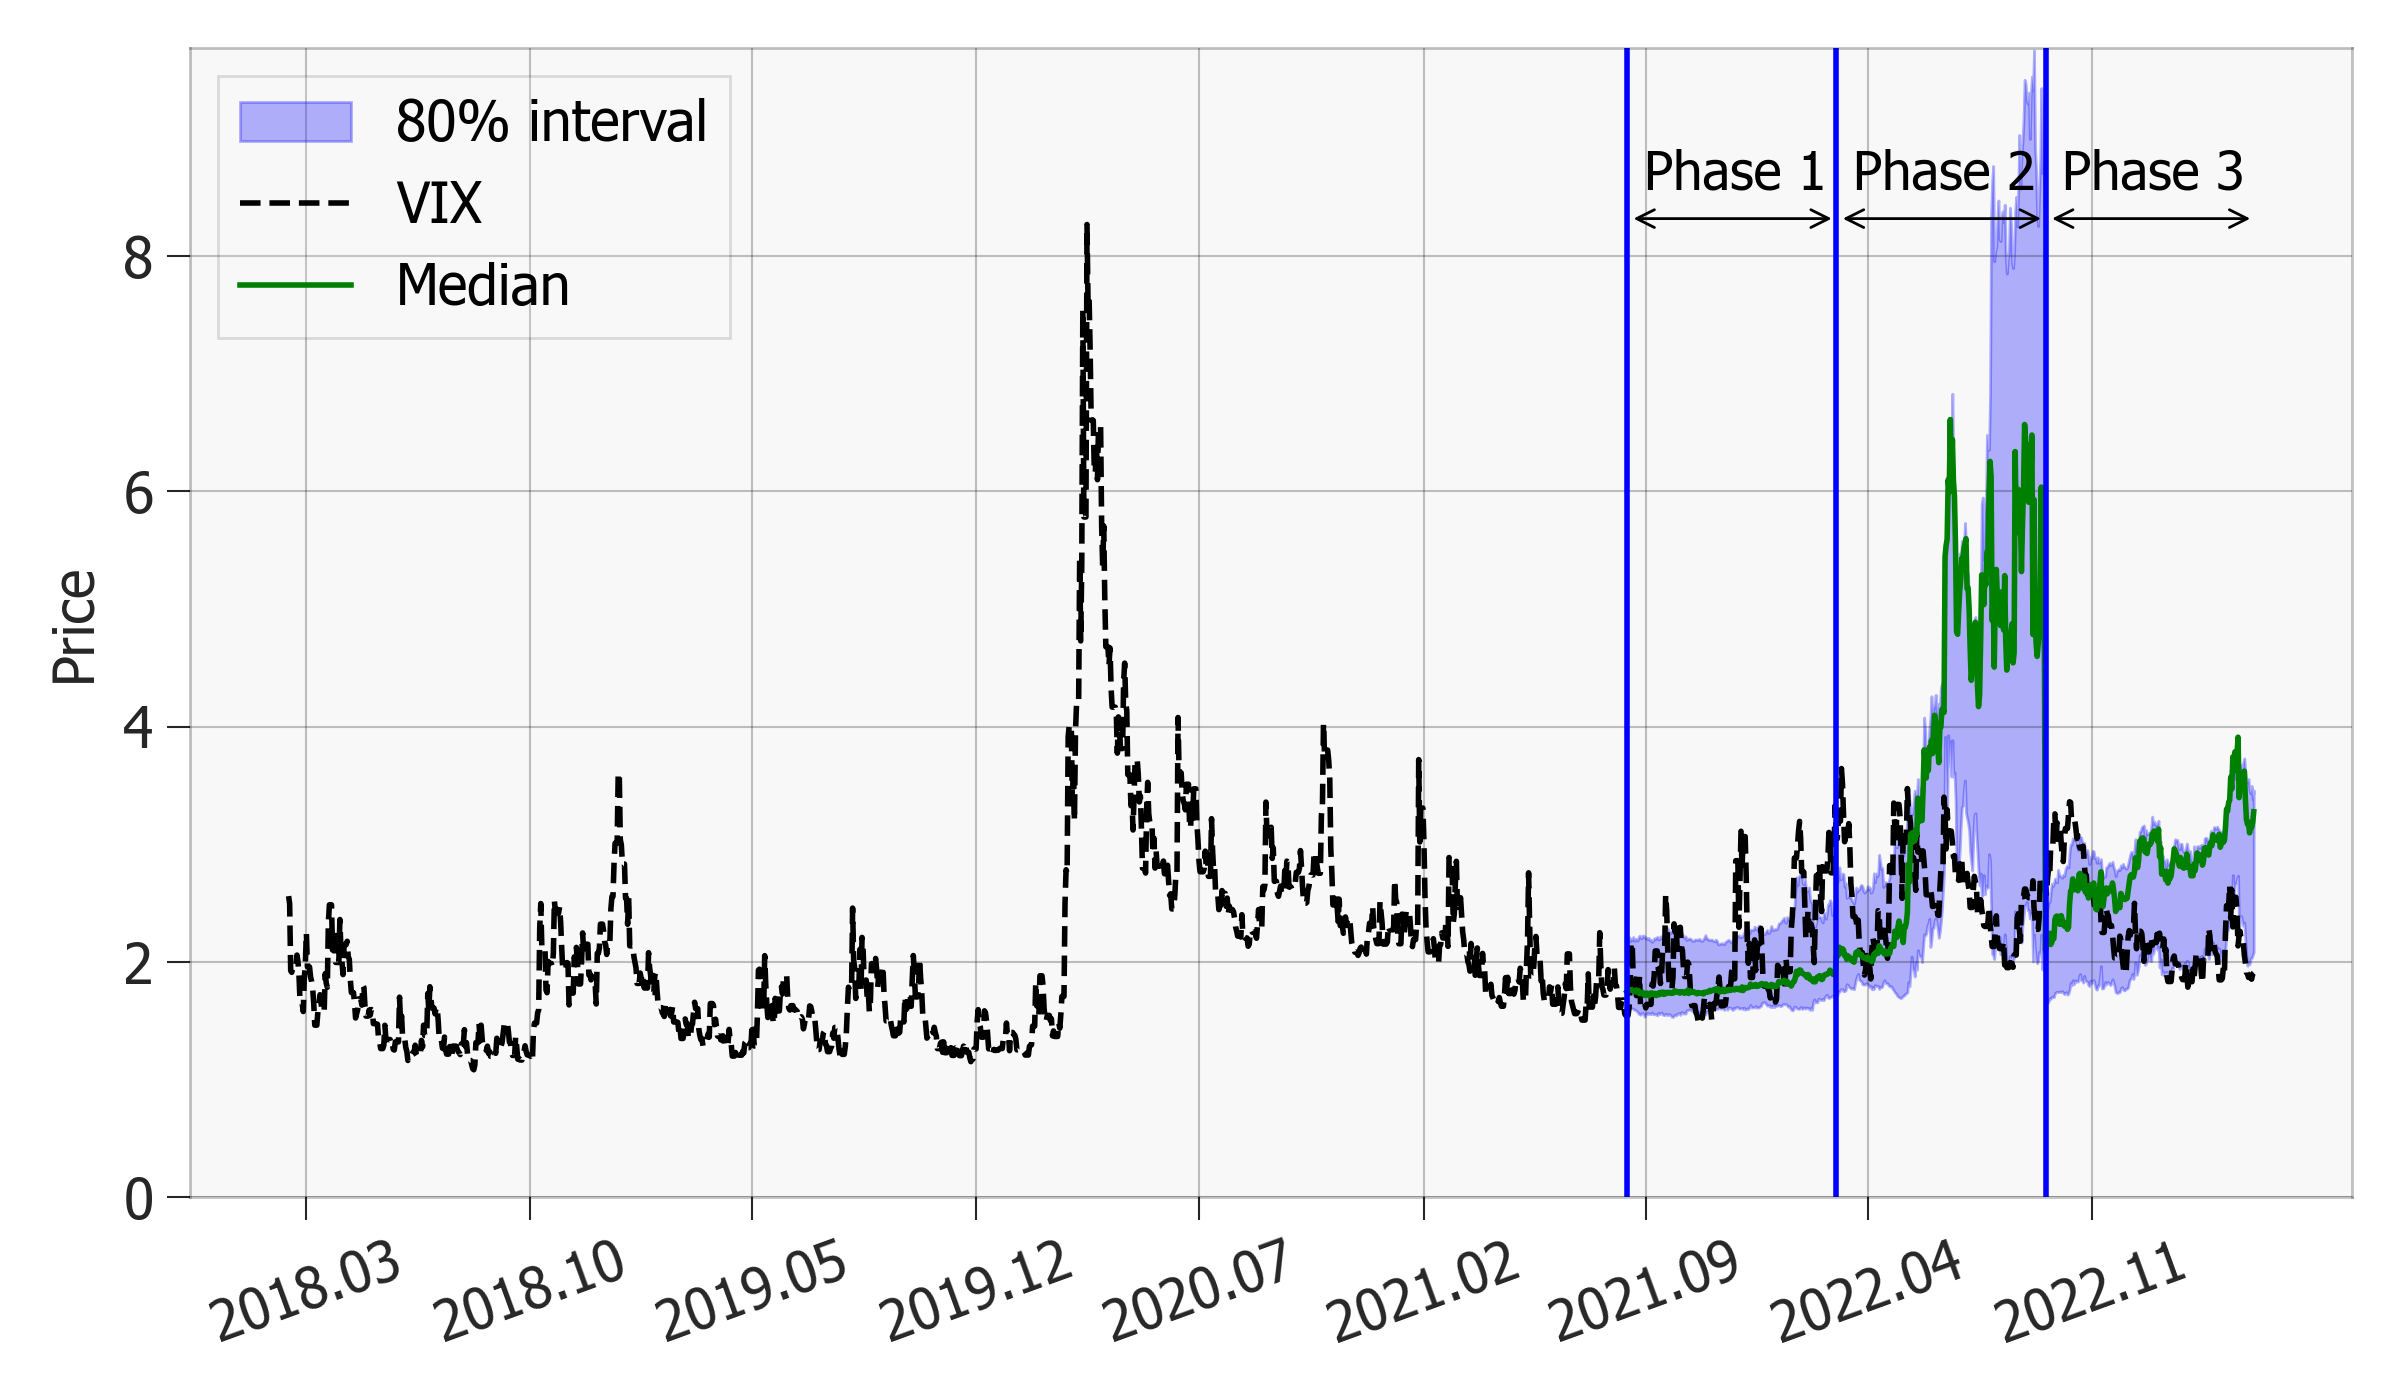 80% interval
VIX
Median
Phase 1
Phase 2
Phase 3
Price
8
6
4
2
0
2018.03
2018.10
2019.05
2019.12
2020.07
2021.02
2021.09
2022.04
2022.11